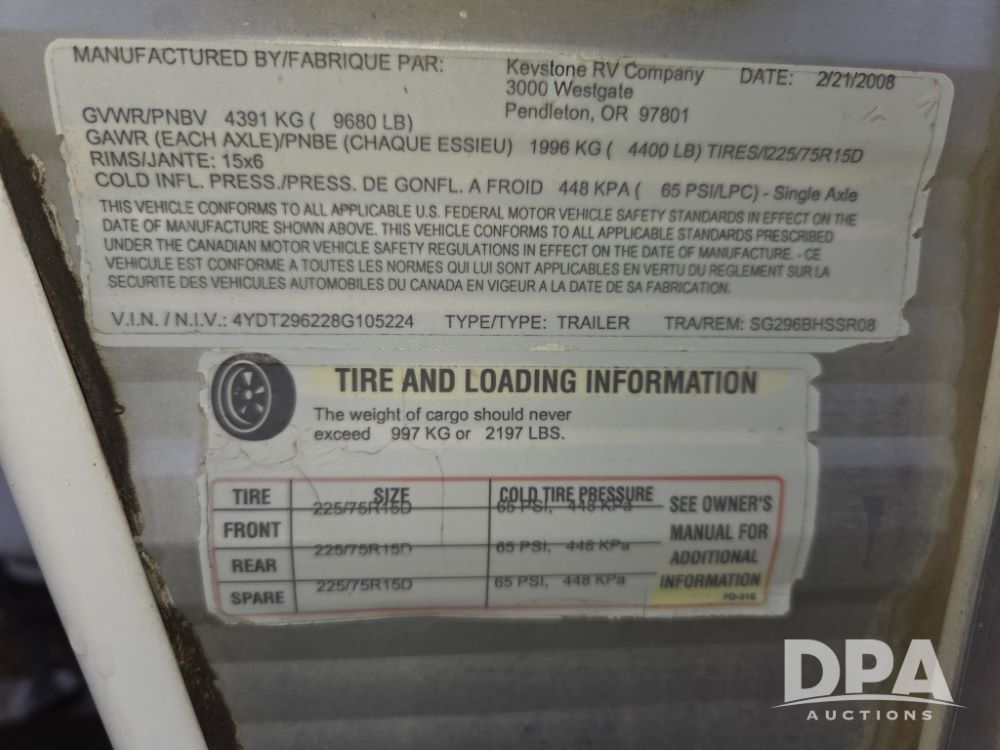 MANUFACTURED BY/FABRIQUE PAR: Keystone RV Company DATE: 2/21/2008
3000 Westgate
Pendleton, OR 97801
GVWR/PNBV 4391 KG ( 9680 LB)
GAWR (EACH AXLE)/PNBE (CHAQUE ESSIEU) 1996 KG ( 4400 LB) TIRES/l225/75R15D
RIMS/JANTE: 15x6
COLD INFL. PRESS./PRESS. DE GONFL. A FROID 448 KPA ( 65 PSI/LPC) - Single Axle
THIS VEHICLE CONFORMS TO ALL APPLICABLE U.S. FEDERAL MOTOR VEHICLE SAFETY STANDARDS IN EFFECT ON THE
DATE OF MANUFACTURE SHOWN ABOVE. THIS VEHICLE CONFORMS TO ALL APPLICABLE STANDARDS PRESCRIBED
UNDER THE CANADIAN MOTOR VEHICLE SAFETY REGULATIONS IN EFFECT ON THE DATE OF MANUFACTURE. - CE
VEHICULE EST CONFORME A TOUTES LES NORMES QUI LUI SONT APPLICABLES EN VERTU DU REGLEMENT SUR LA
SECURITE DES VEHICULES AUTOMOBILES DU CANADA EN VIGEUR A LA DATE DE SA FABRICATION.
V.I.N. / N.I.V.: 4YDT296228G105224 TYPE/TYPE: TRAILER TRA/REM: SG296BHSSR08
TIRE AND LOADING INFORMATION
The weight of cargo should never
exceed 997 KG or 2197 LBS.
TIRE SIZE COLD TIRE PRESSURE SEE OWNER'S
FRONT 225/75R15D 65 PSI, 448 KPa MANUAL FOR
REAR 225/75R15D 65 PSI, 448 KPa ADDITIONAL
SPARE 225/75R15D 65 PSI, 448 KPa INFORMATION
FD-316
DPA
AUCTIONS